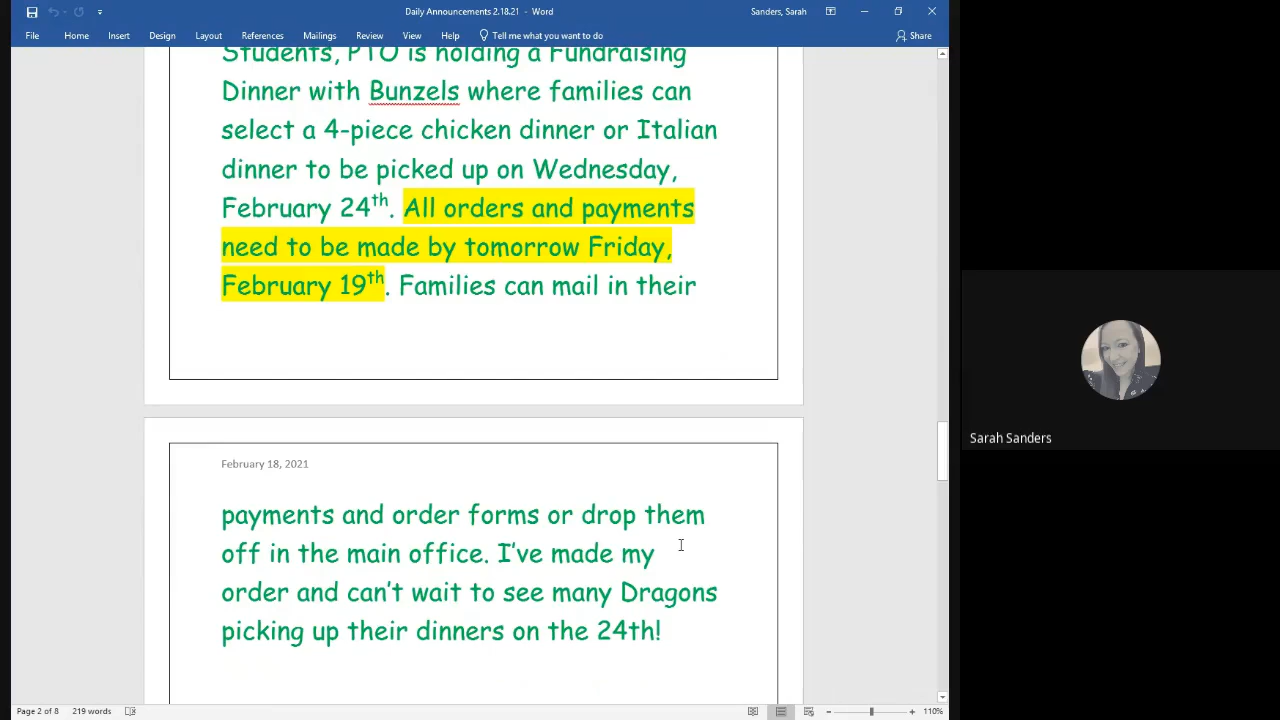 Daily Announcements 2.18.21 - Word
Sanders, Sarah
File Home Insert Design Layout References Mailings Review View Help Tell me what you want to do Share
Students, PTO is holding a Fundraising
Dinner with Bunzels where families can
select a 4-piece chicken dinner or Italian
dinner to be picked up on Wednesday,
February 24th. All orders and payments
need to be made by tomorrow Friday,
February 19th. Families can mail in their
February 18, 2021
payments and order forms or drop them
off in the main office. I've made my
order and can't wait to see many Dragons
picking up their dinners on the 24th!
Sarah Sanders
Page 2 of 8 219 words 110%